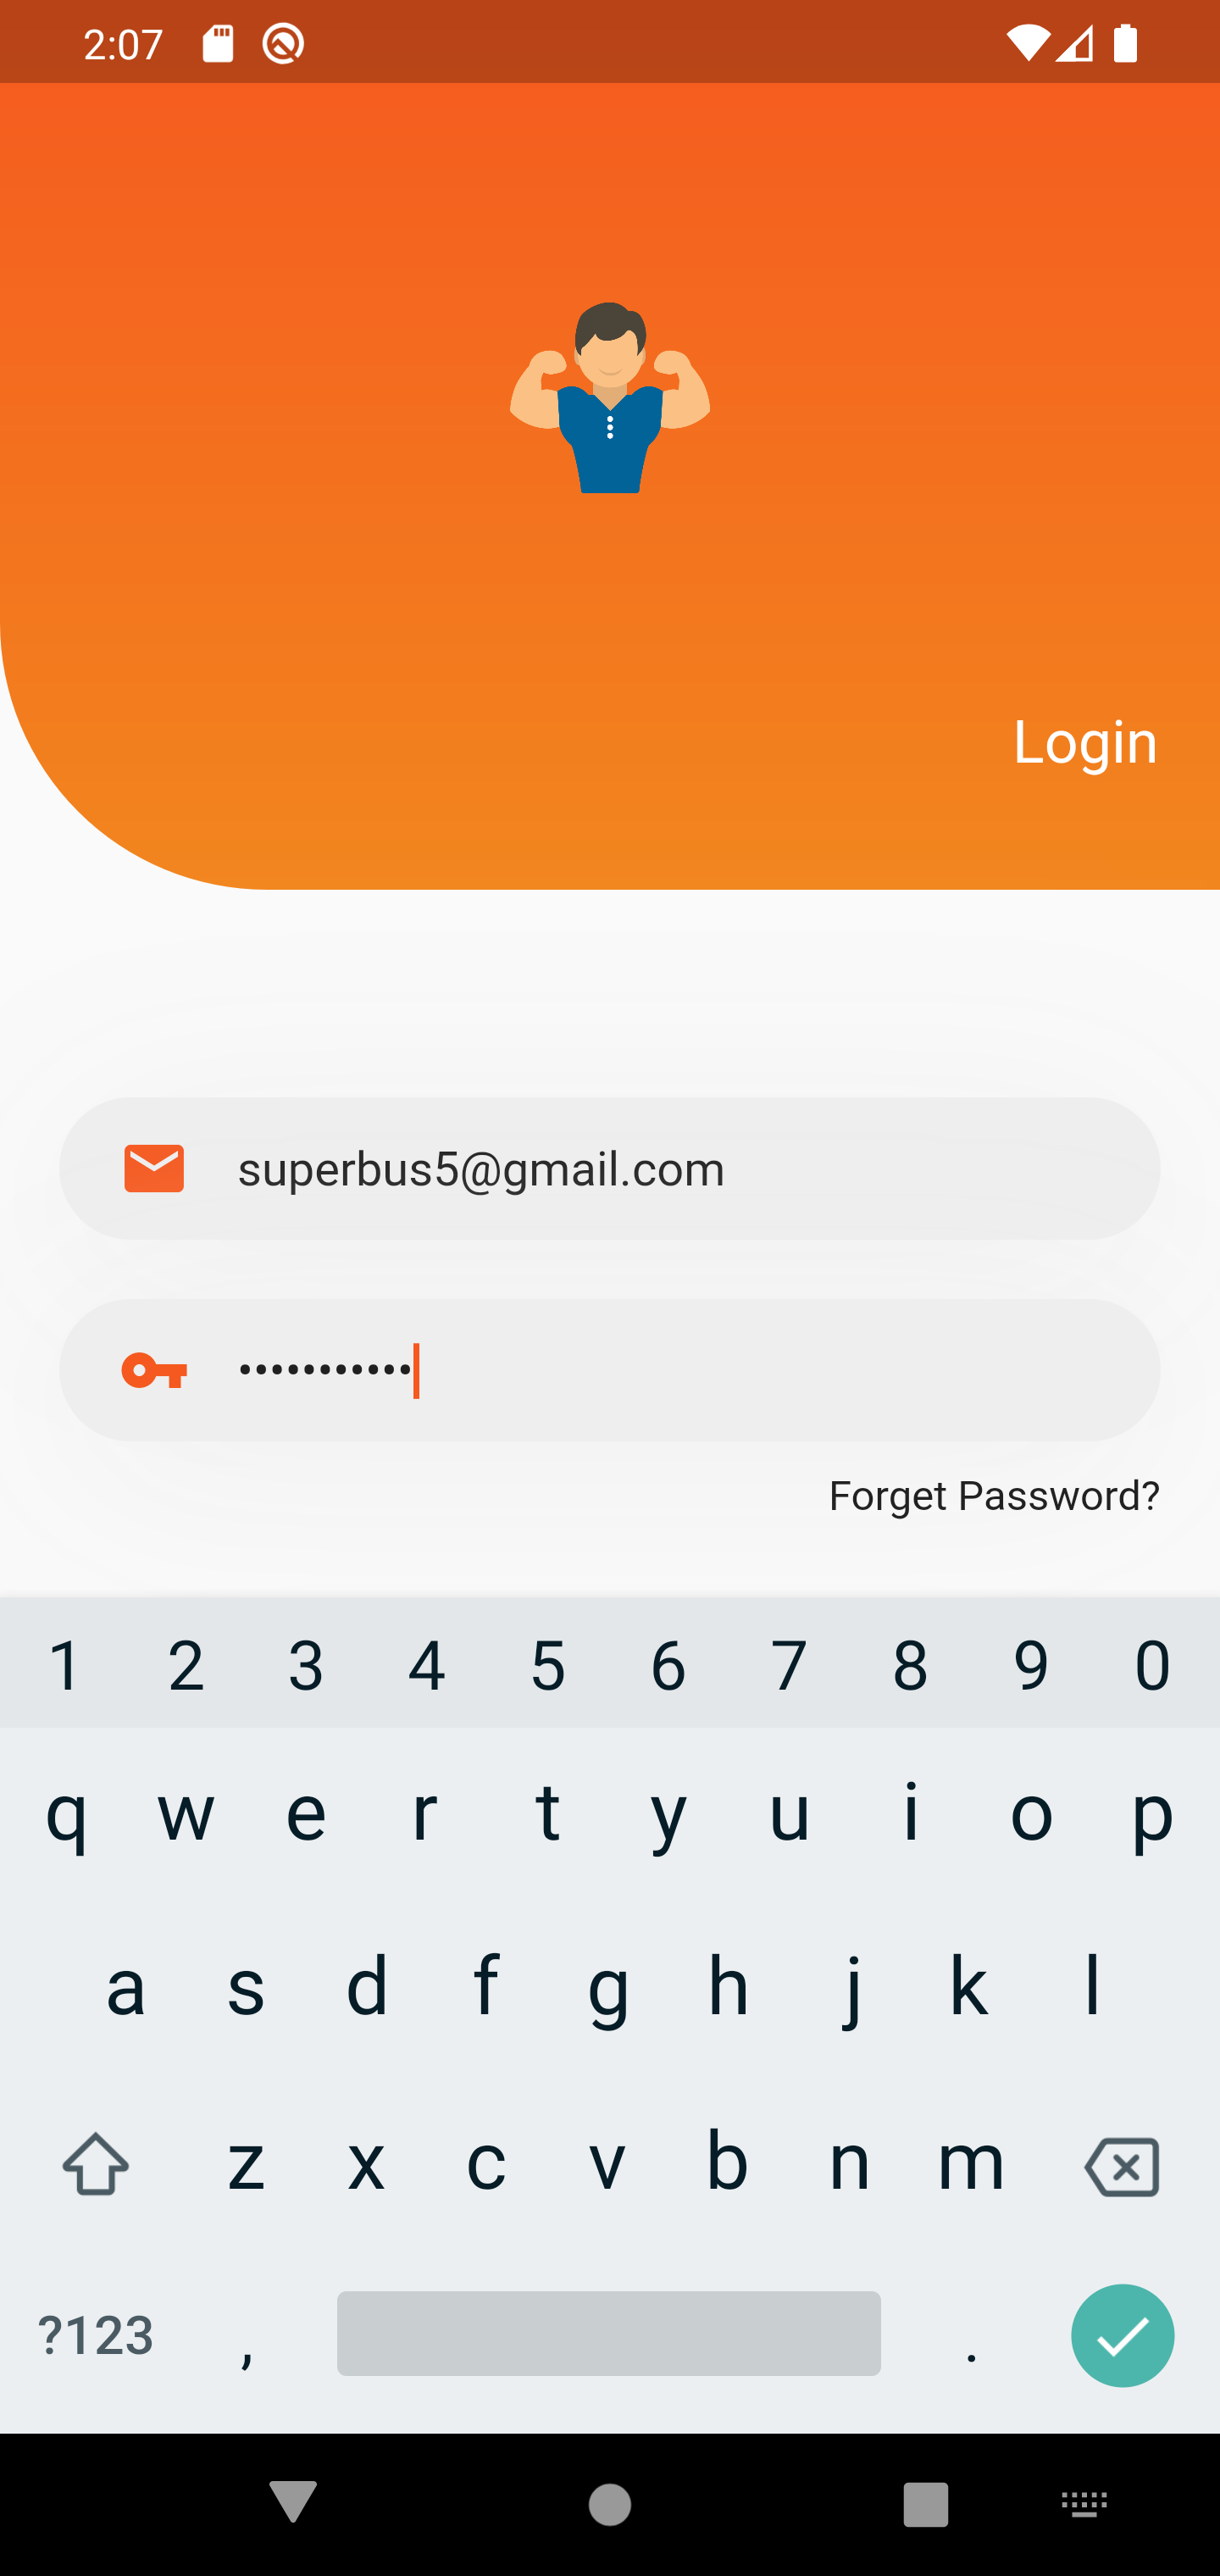 2:07
Login
superbus5@gmail.com
•••••••••••
Forget Password?
1 2 3 4 5 6 7 8 9 0
q w e r t y u i o p
a s d f g h j k l
z x c v b n m
?123 , .